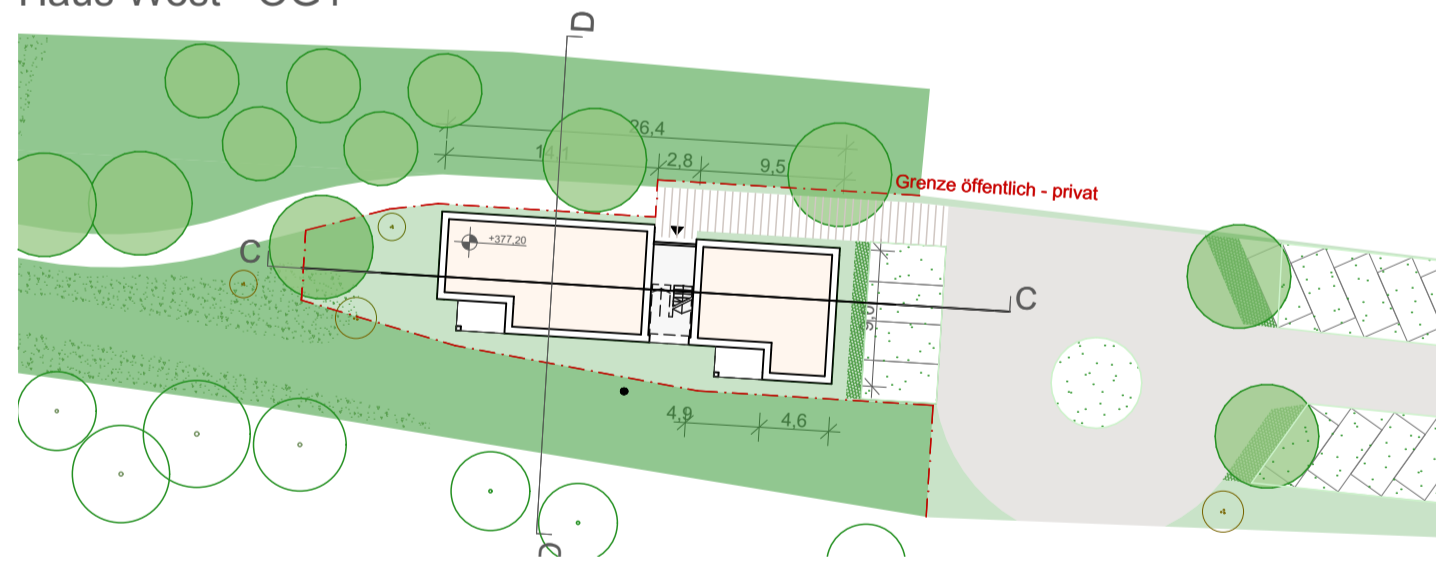 D
26,4
14,1
2,8
9,5
Grenze öffentlich - privat
C
+377,20
C
4,9
4,6
D